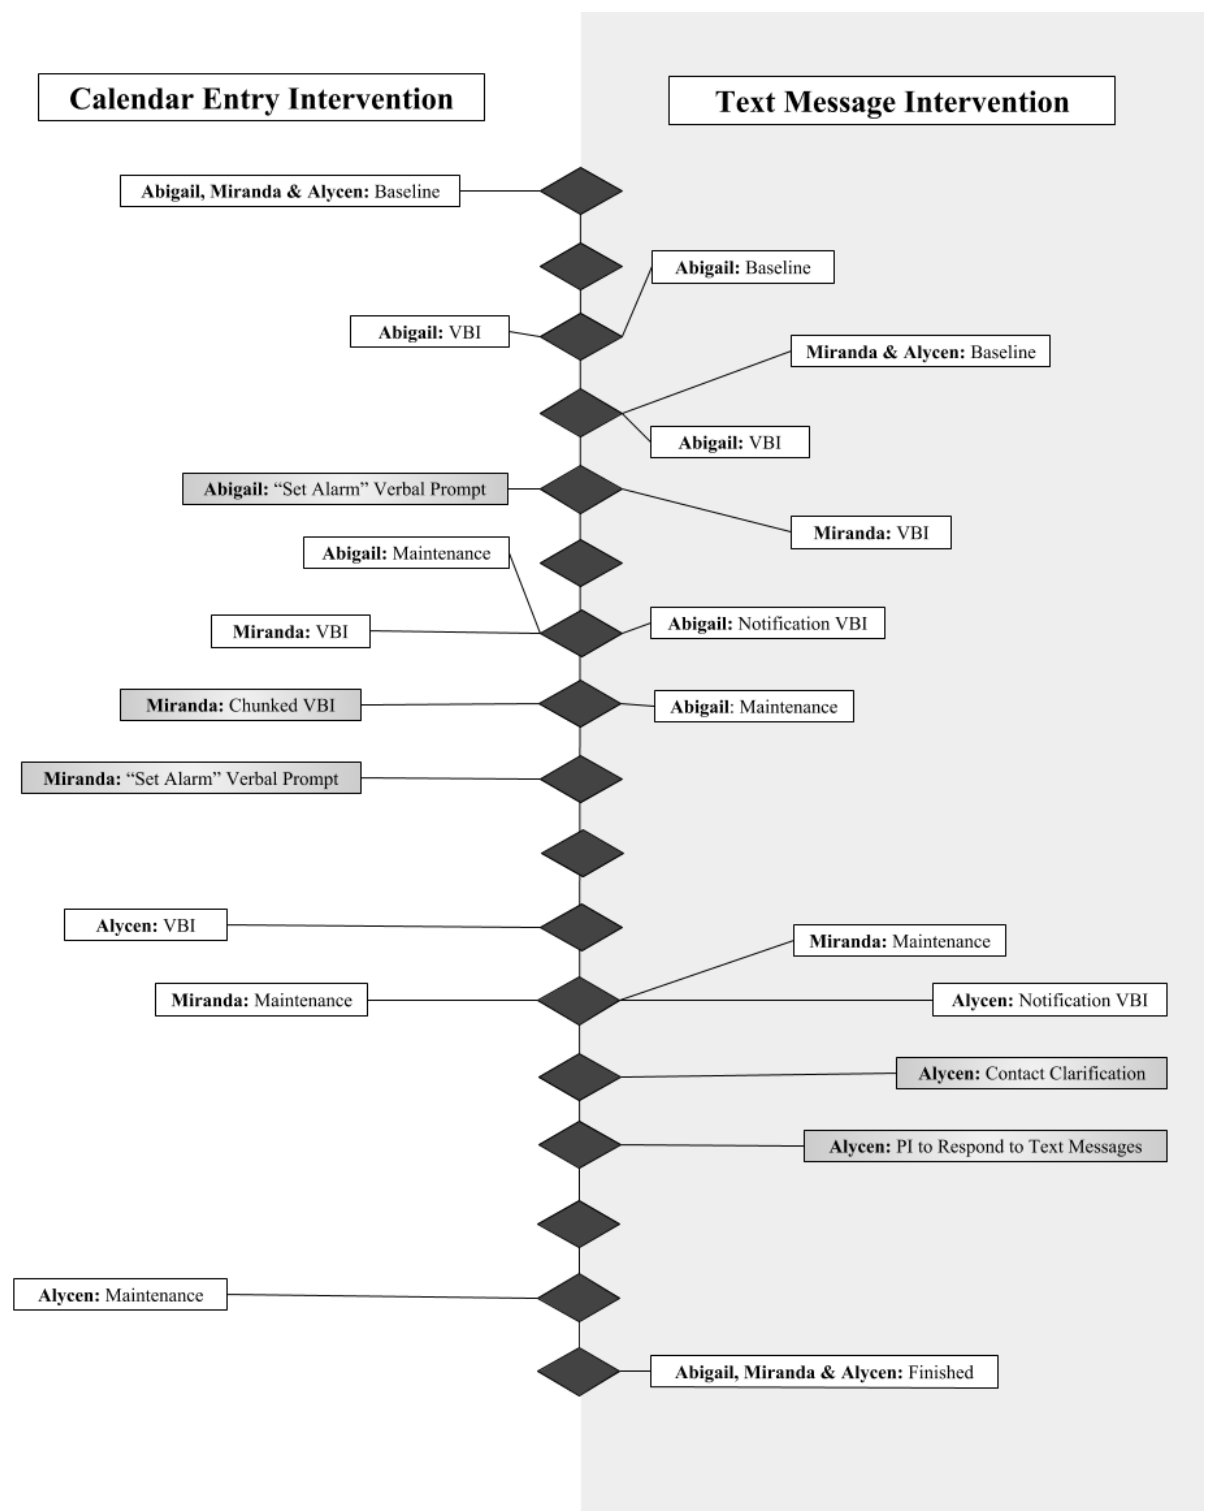 Calendar Entry Intervention
Text Message Intervention
Abigail, Miranda & Alycen: Baseline
Abigail: Baseline
Abigail: VBI
Miranda & Alycen: Baseline
Abigail: VBI
Abigail: “Set Alarm” Verbal Prompt
Miranda: VBI
Abigail: Maintenance
Abigail: Notification VBI
Miranda: VBI
Miranda: Chunked VBI
Abigail: Maintenance
Miranda: “Set Alarm” Verbal Prompt
Alycen: VBI
Miranda: Maintenance
Miranda: Maintenance
Alycen: Notification VBI
Alycen: Contact Clarification
Alycen: PI to Respond to Text Messages
Alycen: Maintenance
Abigail, Miranda & Alycen: Finished